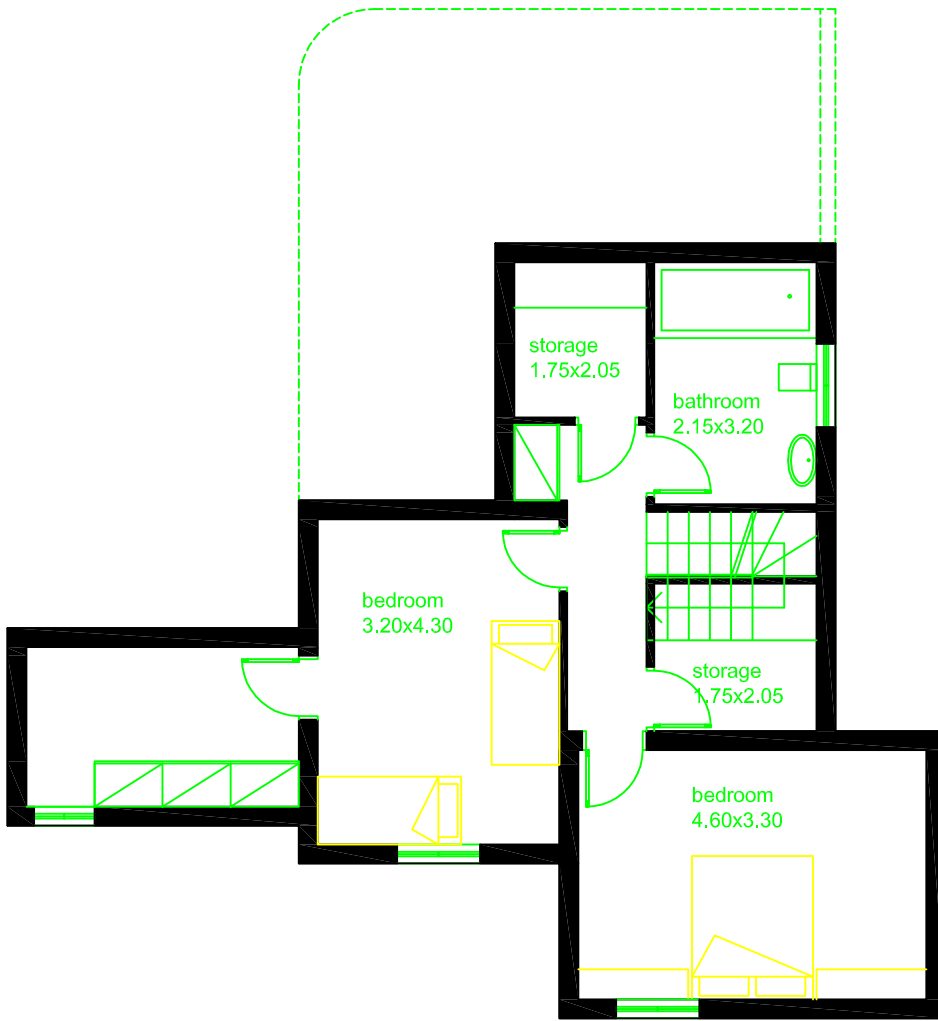 storage
1.75x2.05
bathroom
2.15x3.20
bedroom
3.20x4.30
storage
1.75x2.05
bedroom
4.60x3.30